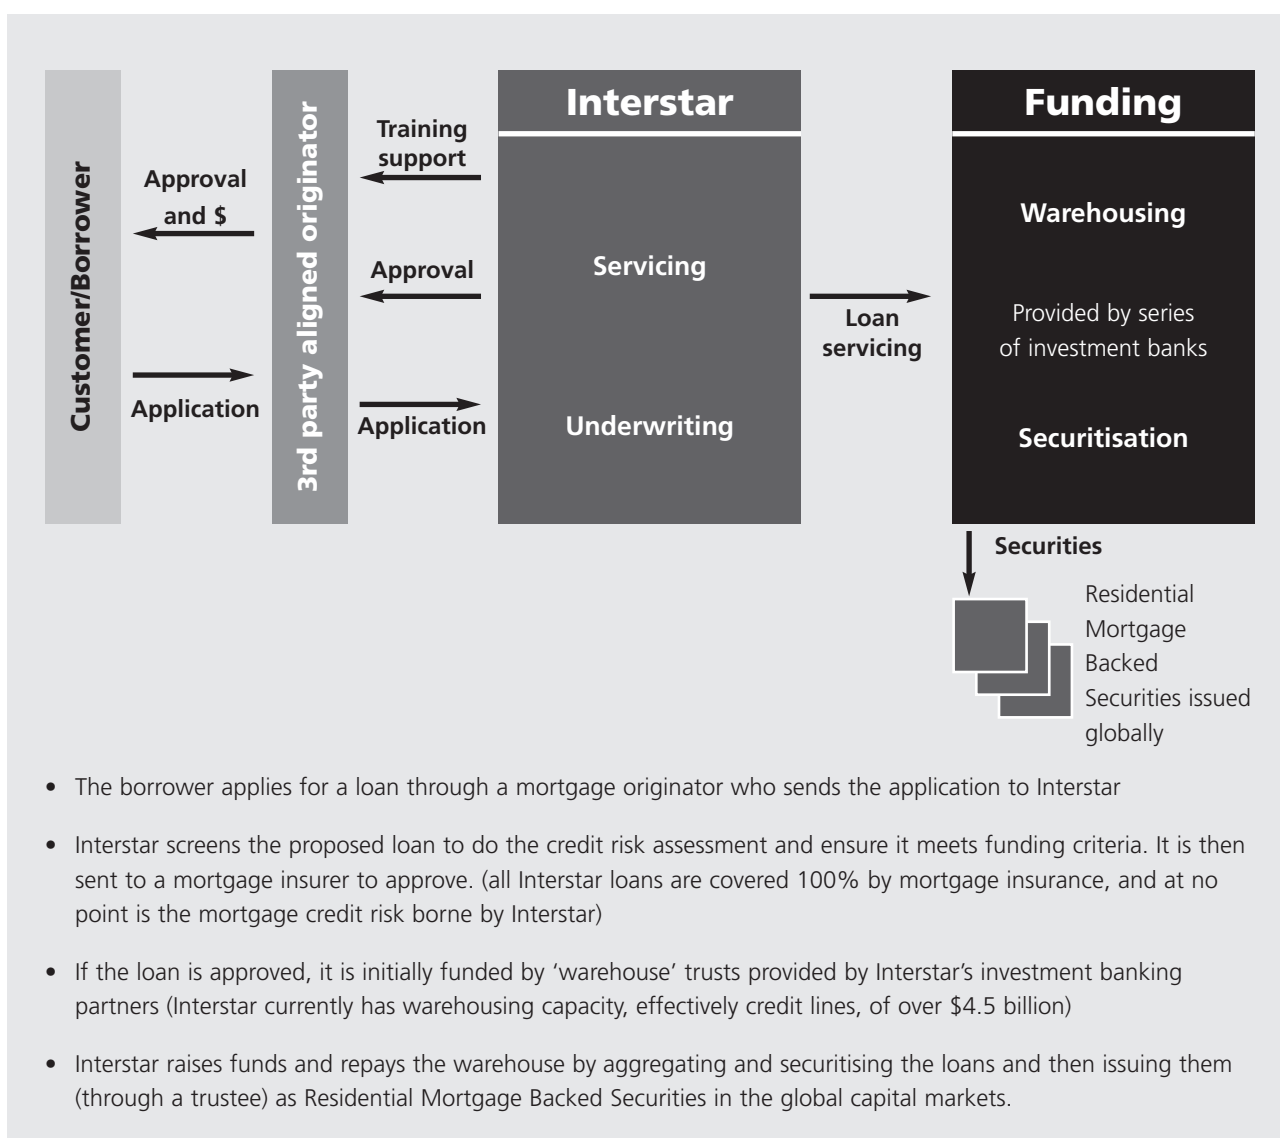 Customer/Borrower
Approval
and $
Application
3rd party aligned originator
Training
support
Approval
Application
Interstar
Servicing
Underwriting
Loan
servicing
Funding
Warehousing
Provided by series
of investment banks
Securitisation
Securities
Residential
Mortgage
Backed
Securities issued
globally
• The borrower applies for a loan through a mortgage originator who sends the application to Interstar
• Interstar screens the proposed loan to do the credit risk assessment and ensure it meets funding criteria. It is then
sent to a mortgage insurer to approve. (all Interstar loans are covered 100% by mortgage insurance, and at no
point is the mortgage credit risk borne by Interstar)
• If the loan is approved, it is initially funded by ‘warehouse’ trusts provided by Interstar’s investment banking
partners (Interstar currently has warehousing capacity, effectively credit lines, of over $4.5 billion)
• Interstar raises funds and repays the warehouse by aggregating and securitising the loans and then issuing them
(through a trustee) as Residential Mortgage Backed Securities in the global capital markets.